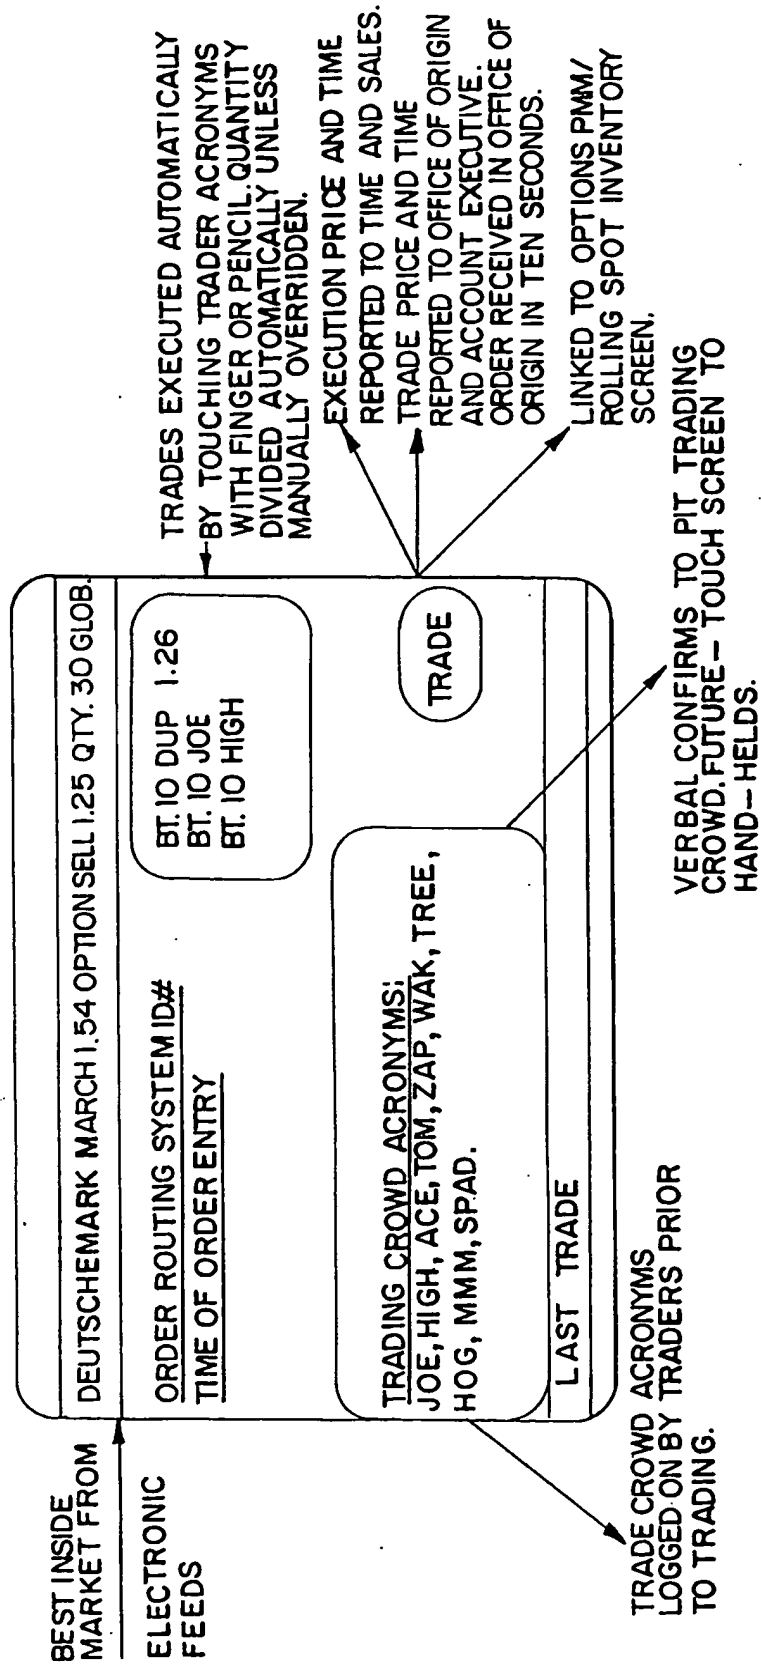 BEST INSIDE
MARKET FROM
ELECTRONIC
FEEDS
DEUTSCHEMARK MARCH 1.54 OPTION SELL 1.25 QTY. 30 GLOB.
ORDER ROUTING SYSTEM ID#
TIME OF ORDER ENTRY
BT. 10 DUP 1.26
BT. 10 JOE
BT. 10 HIGH
TRADING CROWD ACRONYMS:
JOE, HIGH, ACE, TOM, ZAP, WAK, TREE,
HOG, MMM, SPAD.
TRADE
LAST TRADE
TRADES EXECUTED AUTOMATICALLY
BY TOUCHING TRADER ACRONYMS
WITH FINGER OR PENCIL. QUANTITY
DIVIDED AUTOMATICALLY UNLESS
MANUALLY OVERRIDDEN.
EXECUTION PRICE AND TIME
REPORTED TO TIME AND SALES.
TRADE PRICE AND TIME
REPORTED TO OFFICE OF ORIGIN
AND ACCOUNT EXECUTIVE.
ORDER RECEIVED IN OFFICE OF
ORIGIN IN TEN SECONDS.
LINKED TO OPTIONS PMM/
ROLLING SPOT INVENTORY
SCREEN.
TRADE CROWD ACRONYMS
LOGGED ON BY TRADERS PRIOR
TO TRADING.
VERBAL CONFIRMS TO PIT TRADING
CROWD. FUTURE— TOUCH SCREEN TO
HAND—HELDS.